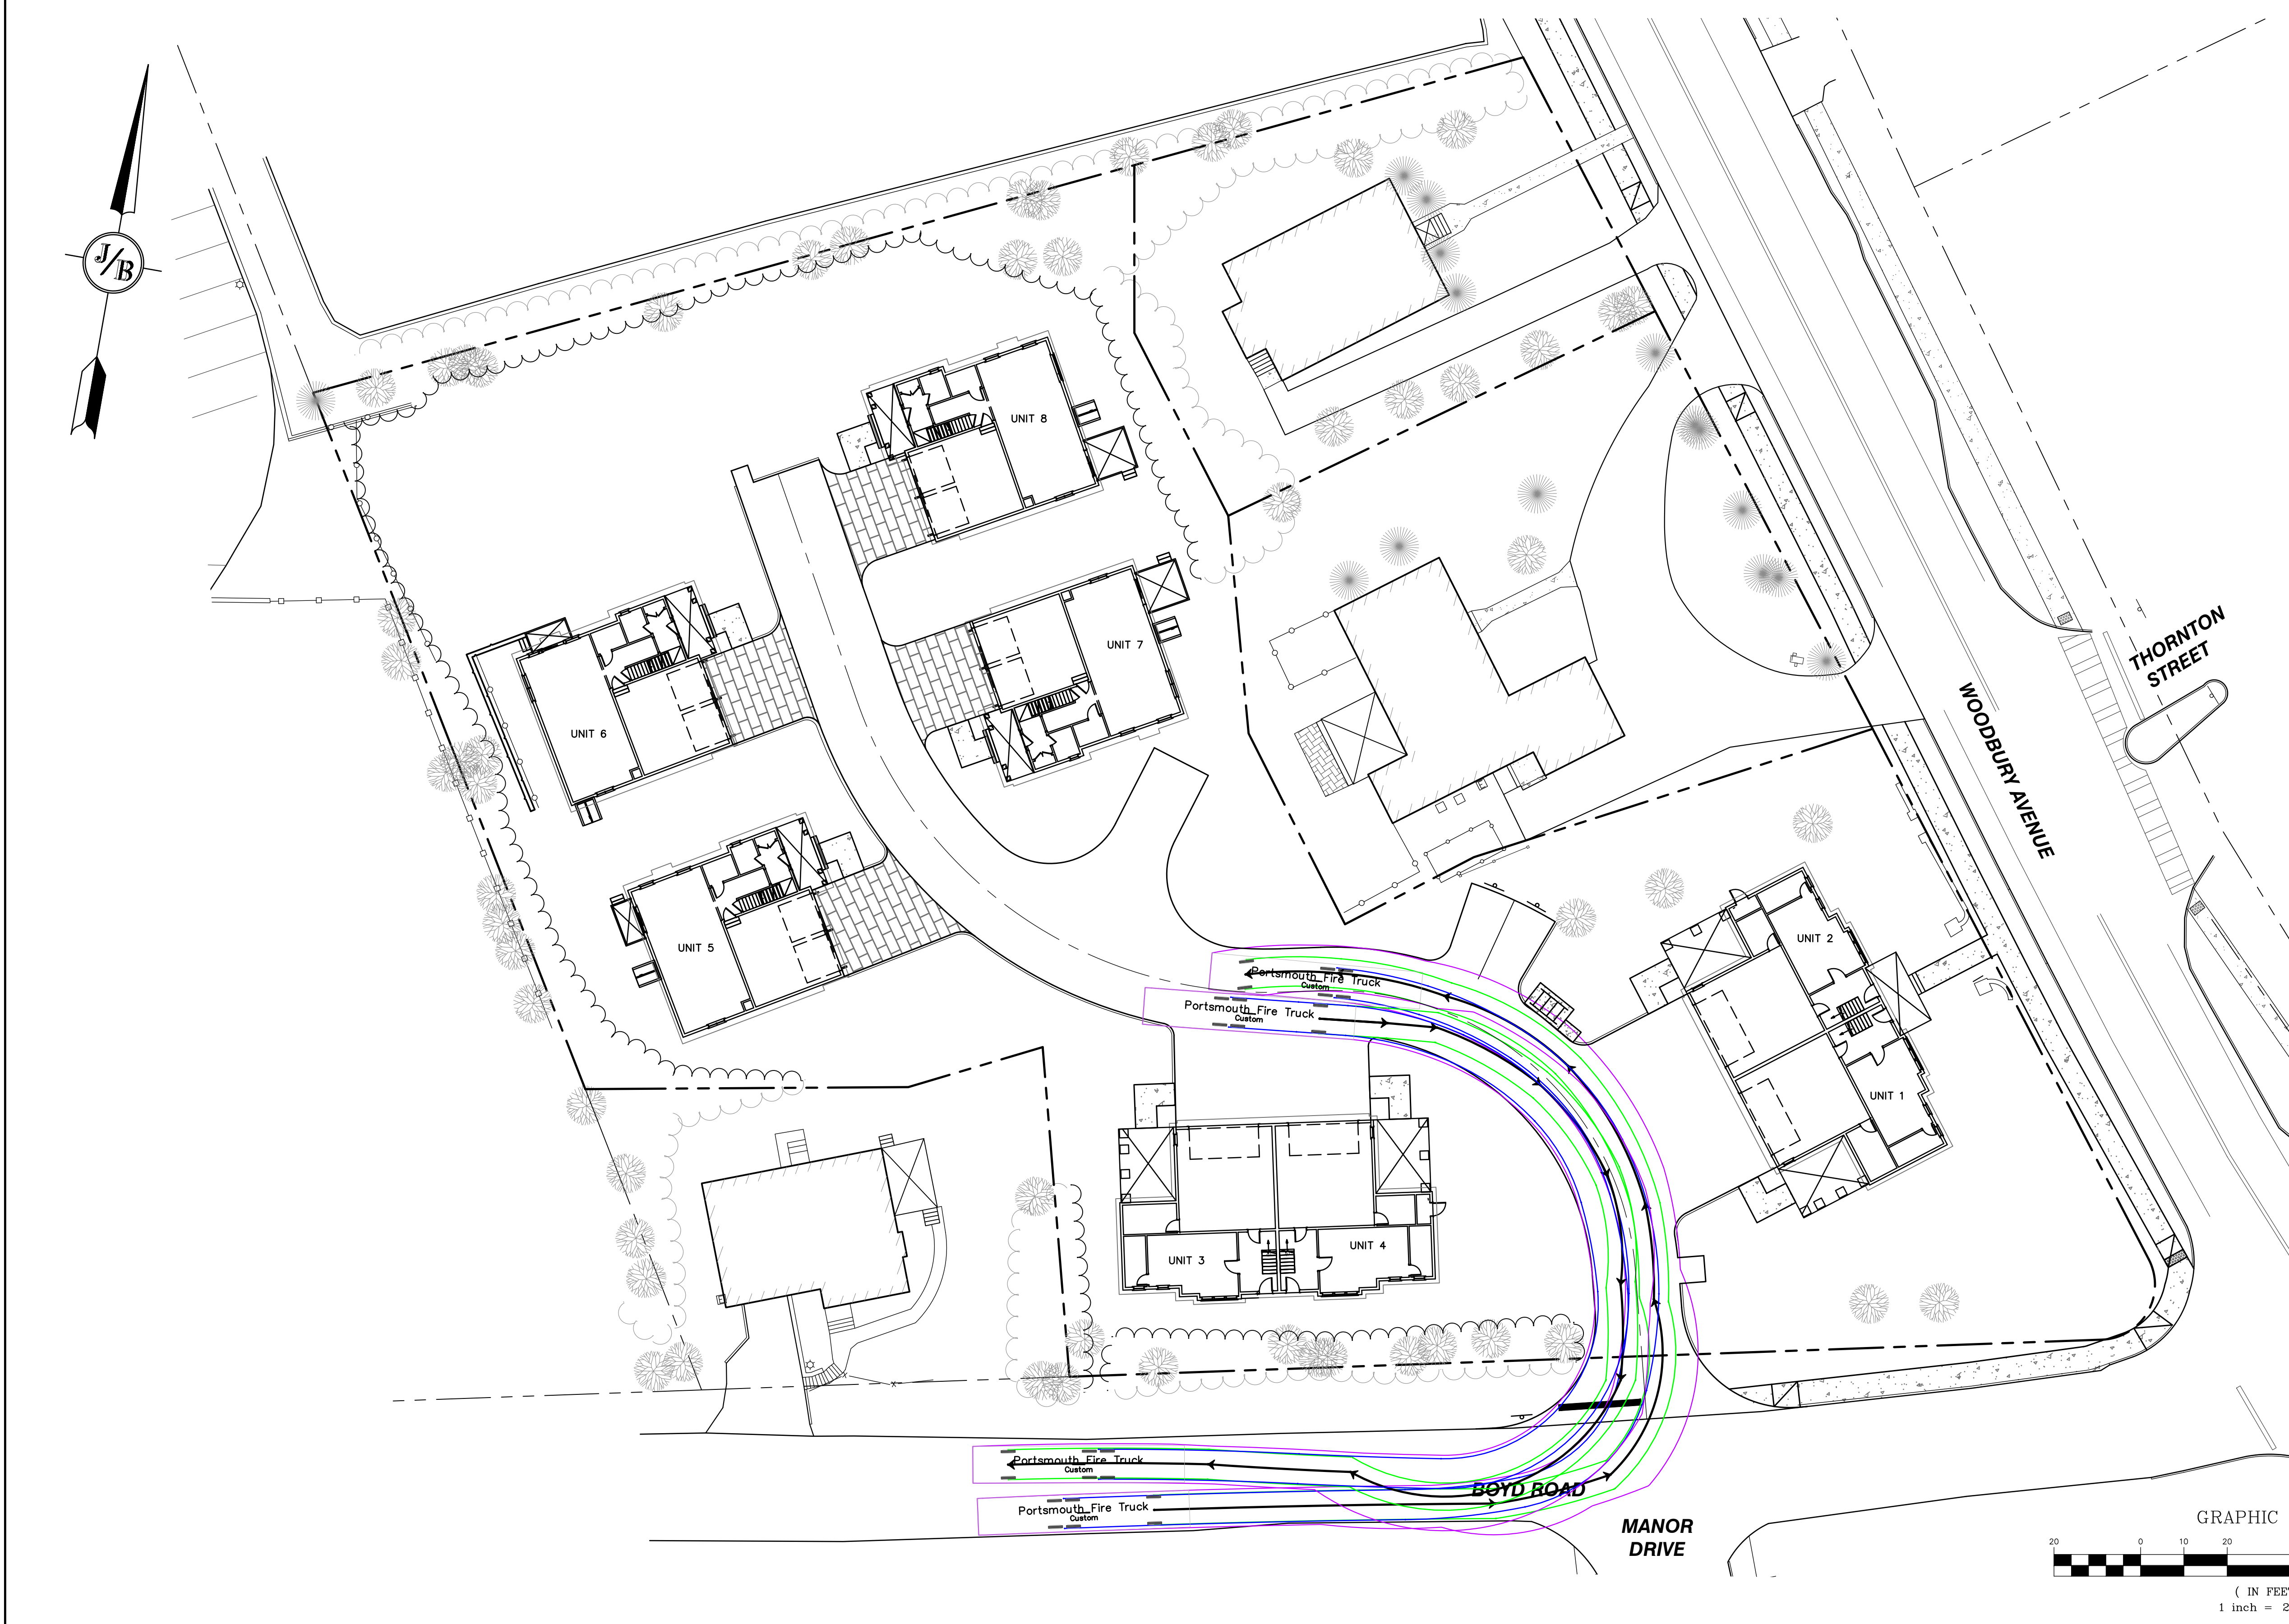 J/B
UNIT 8
UNIT 7
UNIT 6
UNIT 5
UNIT 2
UNIT 1
UNIT 3
UNIT 4
THORNTON
STREET
WOODBURY AVENUE
Portsmouth Fire Truck
Custom
Portsmouth Fire Truck
Custom
Portsmouth Fire Truck
Custom
Portsmouth Fire Truck
Custom
BOYD ROAD
MANOR
DRIVE
GRAPHIC
20 0 10 20
( IN FEET
1 inch = 2